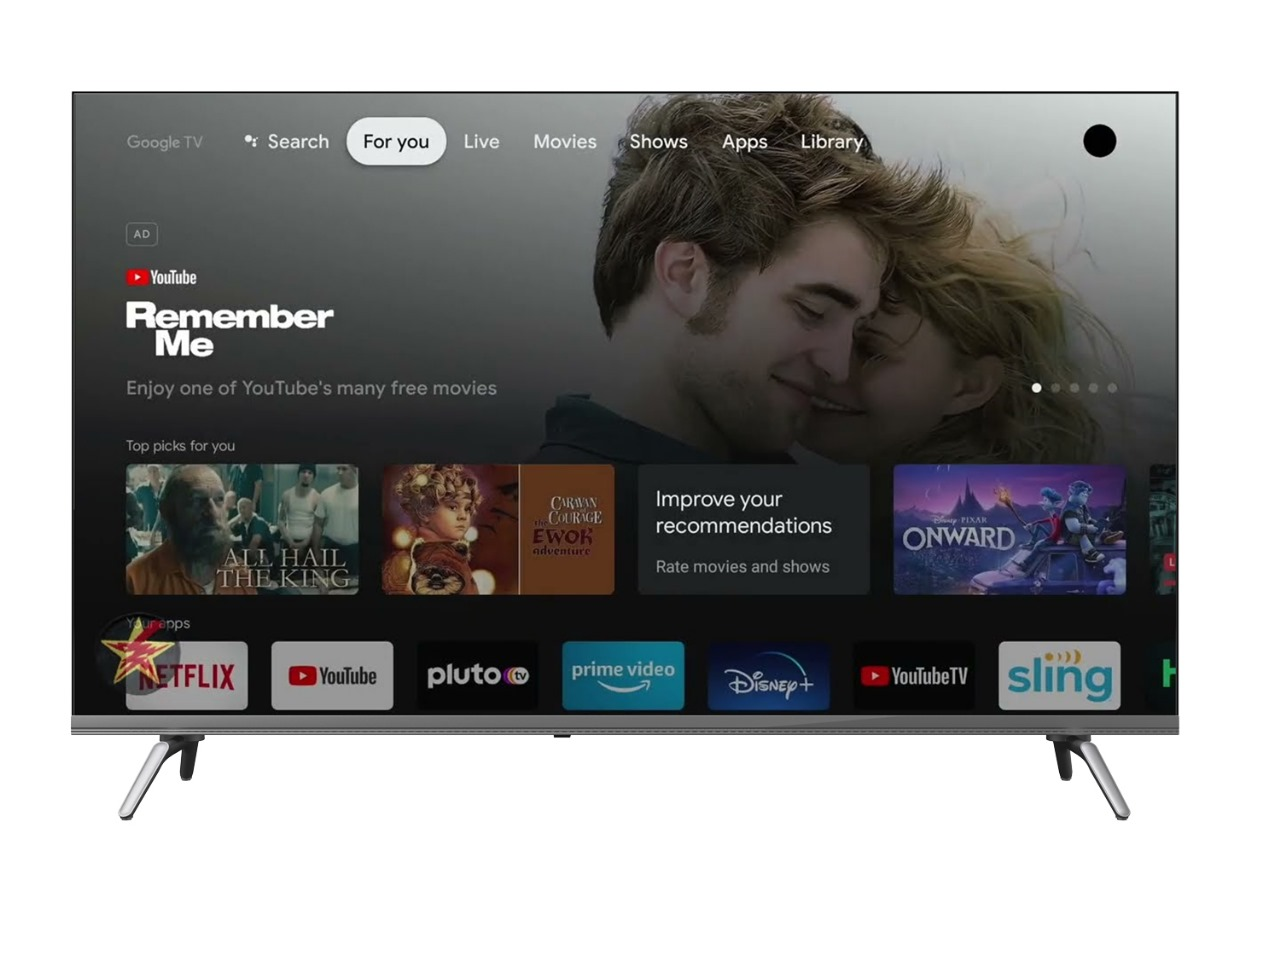 Google TV
Search
For you
Live
Movies
Shows
Apps
Library
AD
YouTube
Remember
Me
Enjoy one of YouTube's many free movies
Top picks for you
ALL HAIL
THE KING
CARAVAN
OF
COURAGE
the EWOK
adventure
Improve your
recommendations
Rate movies and shows
Disney PIXAR
ONWARD
L
Your apps
NETFLIX
YouTube
pluto tv
prime video
Disney+
YouTubeTV
sling
H